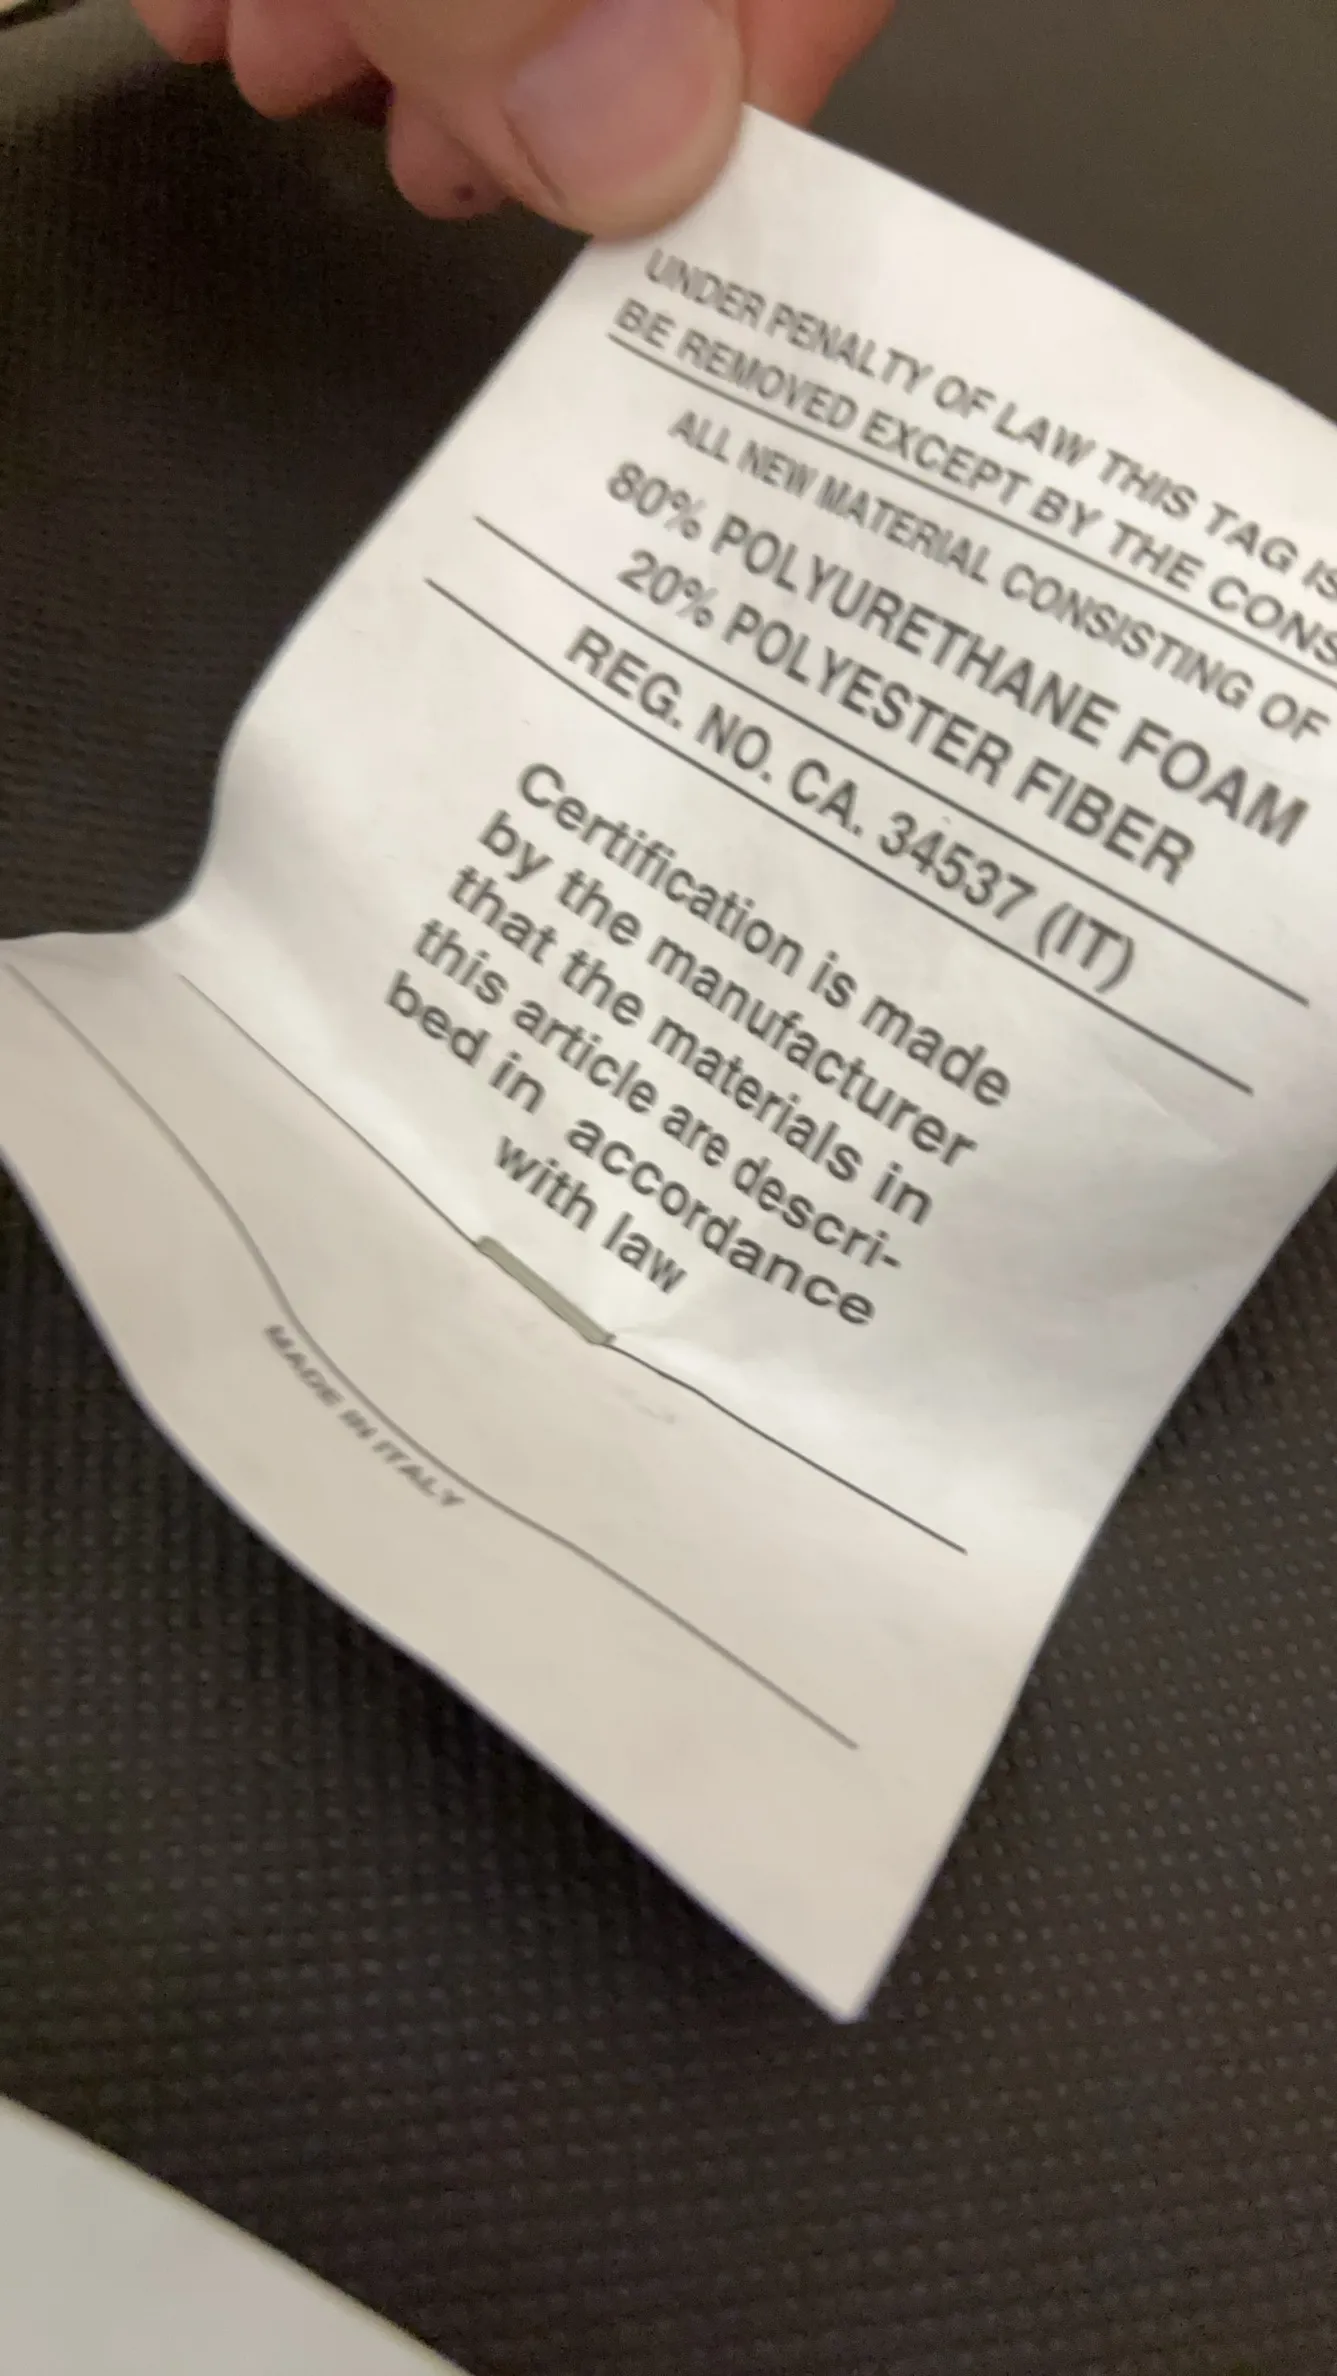 UNDER PENALTY OF LAW THIS TAG IS
BE REMOVED EXCEPT BY THE CONS
ALL NEW MATERIAL CONSISTING OF
80% POLYURETHANE FOAM
20% POLYESTER FIBER
REG. NO. CA. 34537 (IT)
Certification is made
by the manufacturer
that the materials in
this article are descri-
bed in accordance
with law
MADE IN ITALY